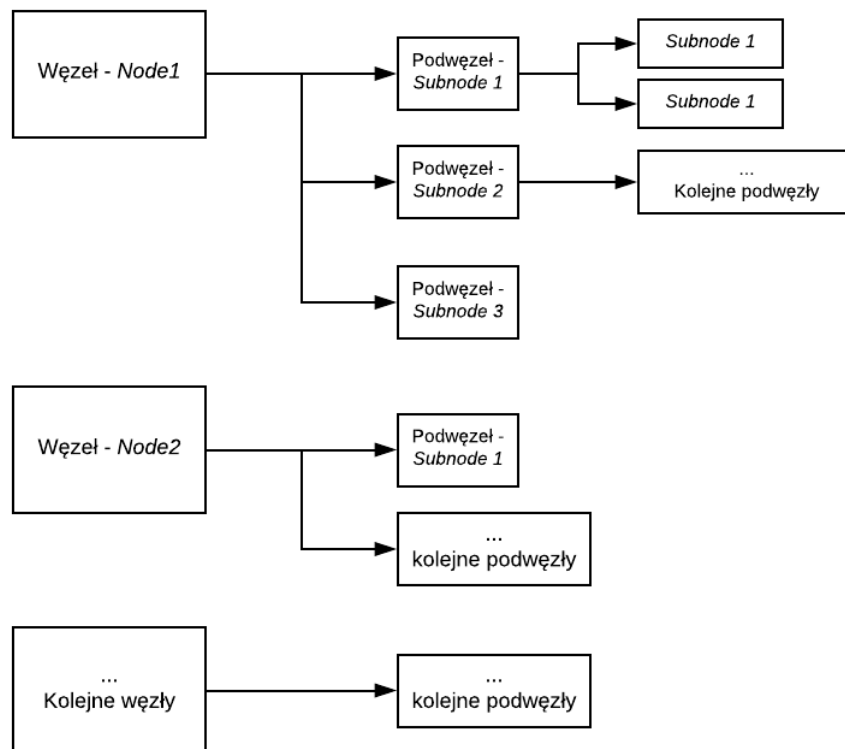 Węzeł - Node1
Podwęzeł -
Subnode 1
Subnode 1
Subnode 1
Podwęzeł -
Subnode 2
...
Kolejne podwęzły
Podwęzeł -
Subnode 3
Węzeł - Node2
Podwęzeł -
Subnode 1
...
kolejne podwęzły
...
Kolejne węzły
...
kolejne podwęzły